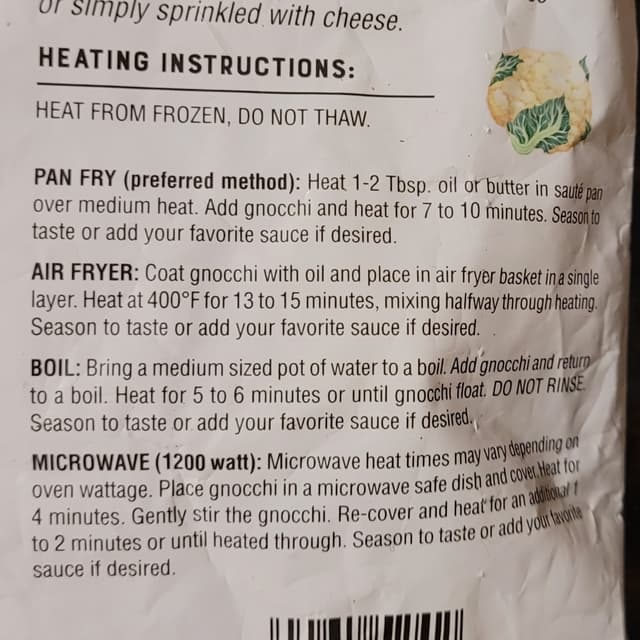 or simply sprinkled with cheese.
HEATING INSTRUCTIONS:
HEAT FROM FROZEN, DO NOT THAW.
PAN FRY (preferred method): Heat 1-2 Tbsp. oil or butter in sauté pan
over medium heat. Add gnocchi and heat for 7 to 10 minutes. Season to
taste or add your favorite sauce if desired.
AIR FRYER: Coat gnocchi with oil and place in air fryer basket in a single
layer. Heat at 400°F for 13 to 15 minutes, mixing halfway through heating.
Season to taste or add your favorite sauce if desired.
BOIL: Bring a medium sized pot of water to a boil. Add gnocchi and return
to a boil. Heat for 5 to 6 minutes or until gnocchi float. DO NOT RINSE.
Season to taste or add your favorite sauce if desired.
MICROWAVE (1200 watt): Microwave heat times may vary depending on
oven wattage. Place gnocchi in a microwave safe dish and cover. Heat for
4 minutes. Gently stir the gnocchi. Re-cover and heat for an additional 1
to 2 minutes or until heated through. Season to taste or add your favorite
sauce if desired.